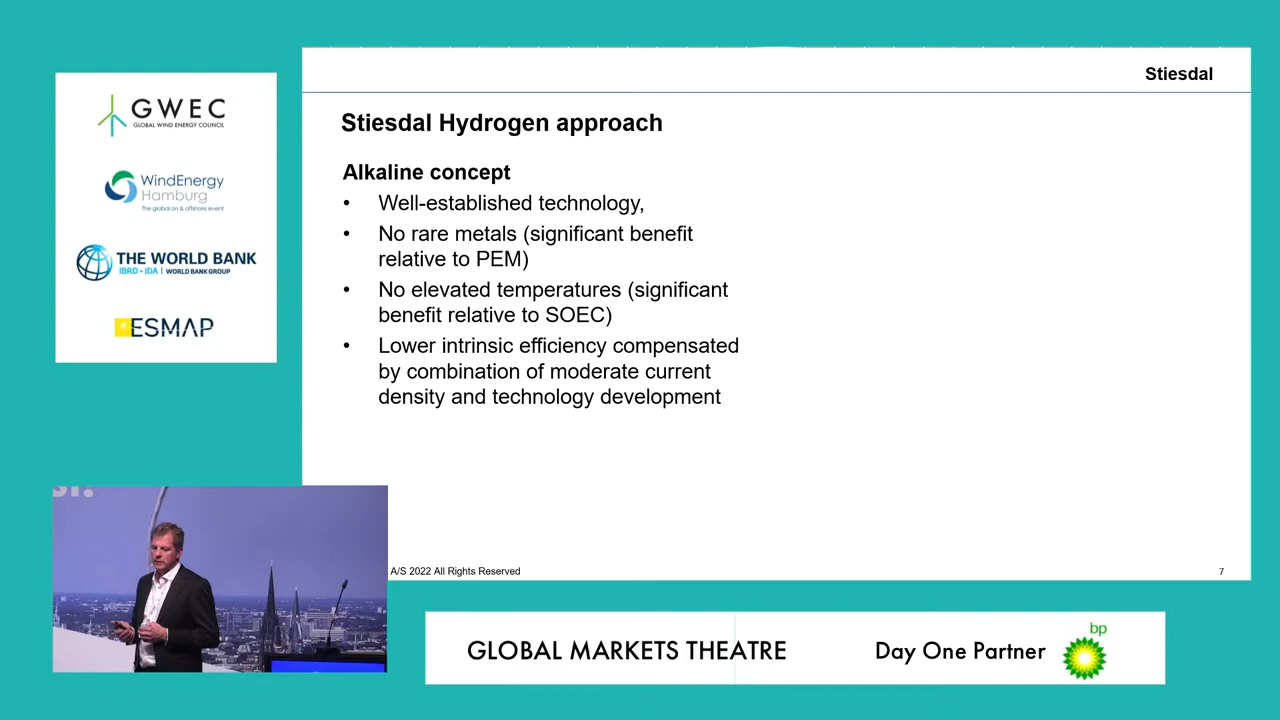 GWEC
GLOBAL WIND ENERGY COUNCIL
WindEnergy
Hamburg
The global on & offshore event
THE WORLD BANK
IBRD • IDA | WORLD BANK GROUP
ESMAP
Stiesdal
Stiesdal Hydrogen approach
Alkaline concept
• Well-established technology,
• No rare metals (significant benefit
relative to PEM)
• No elevated temperatures (significant
benefit relative to SOEC)
• Lower intrinsic efficiency compensated
by combination of moderate current
density and technology development
A/S 2022 All Rights Reserved
7
GLOBAL MARKETS THEATRE
Day One Partner
bp